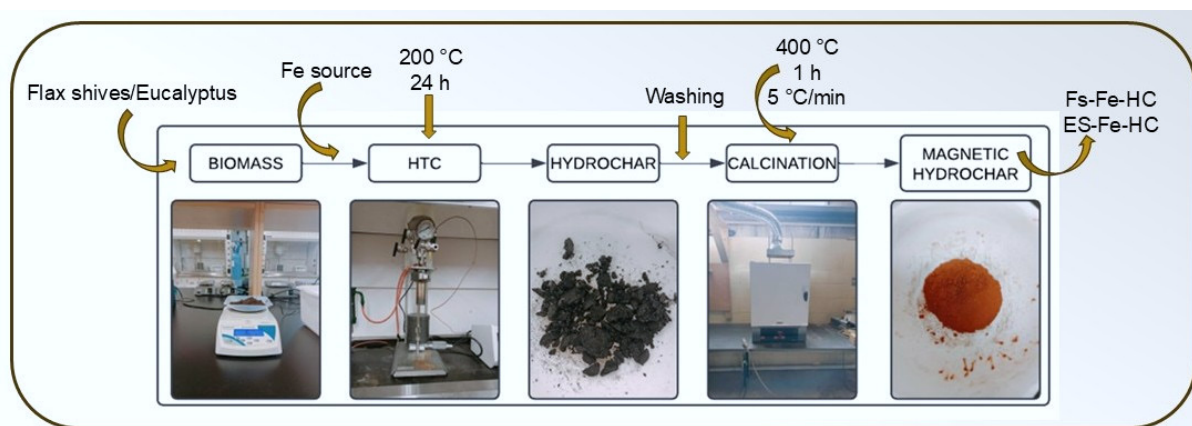 Flax shives/Eucalyptus
Fe source
200 °C
24 h
Washing
400 °C
1 h
5 °C/min
Fs-Fe-HC
ES-Fe-HC
BIOMASS
HTC
HYDROCHAR
CALCINATION
MAGNETIC
HYDROCHAR